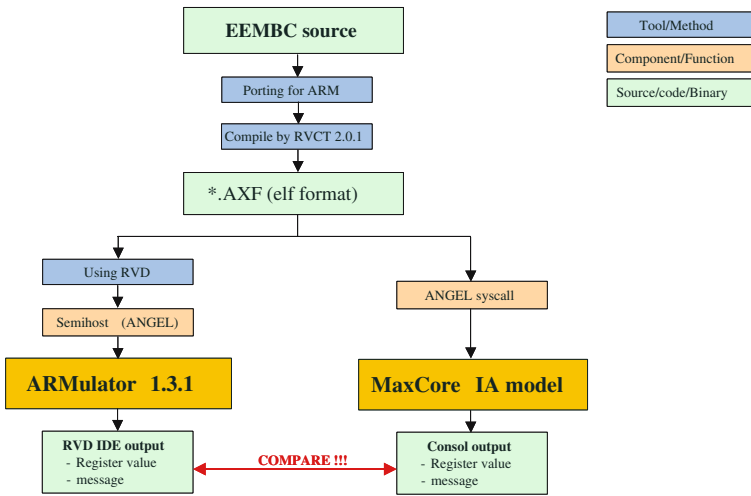 EEMBC source
Tool/Method
Component/Function
Source/code/Binary
Porting for ARM
Compile by RVCT 2.0.1
*.AXF (elf format)
Using RVD
Semihost (ANGEL)
ANGEL syscall
ARMulator 1.3.1
MaxCore IA model
RVD IDE output
- Register value
- message
COMPARE !!!
Consol output
- Register value
- message